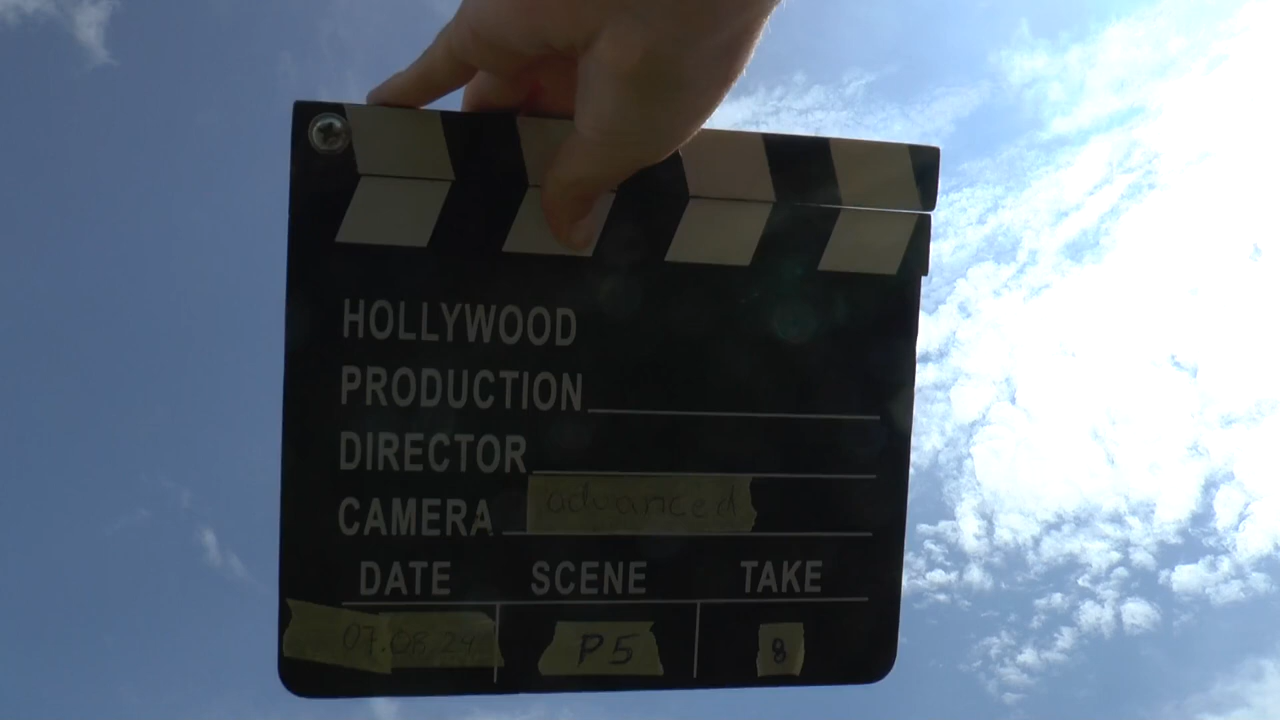 HOLLYWOOD
PRODUCTION
DIRECTOR
CAMERA advanced
DATE SCENE TAKE
07.08.24 P5 8